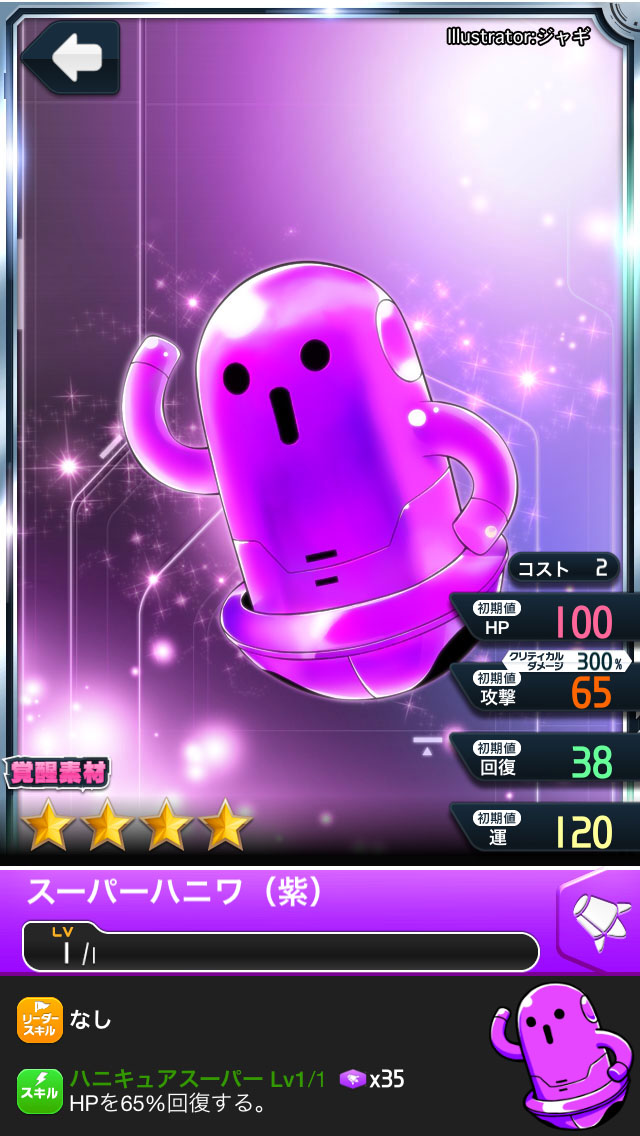 Illustrator:ジャギ
コスト 2
初期値
HP 100
クリティカル
ダメージ 300%
初期値
攻撃 65
初期値
回復 38
初期値
運 120
覚醒素材
スーパーハニワ（紫）
LV
1/1
リーダー
スキル なし
スキル ハニキュアスーパー Lv1/1 x35
HPを65%回復する。